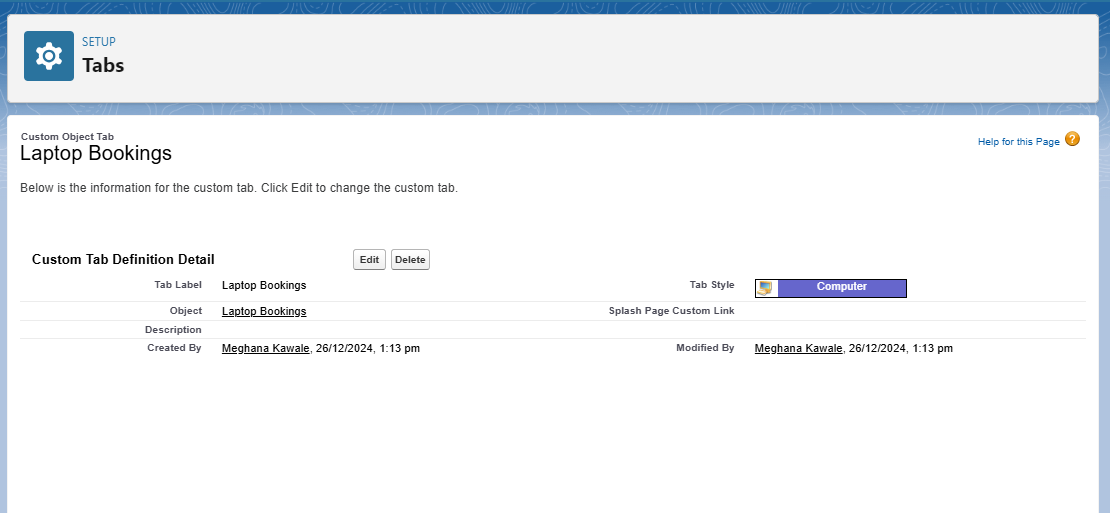 SETUP
Tabs
Custom Object Tab
Laptop Bookings
Help for this Page ?
Below is the information for the custom tab. Click Edit to change the custom tab.
Custom Tab Definition Detail Edit Delete
Tab Label Laptop Bookings Tab Style Computer
Object Laptop Bookings Splash Page Custom Link
Description
Created By Meghana Kawale, 26/12/2024, 1:13 pm Modified By Meghana Kawale, 26/12/2024, 1:13 pm